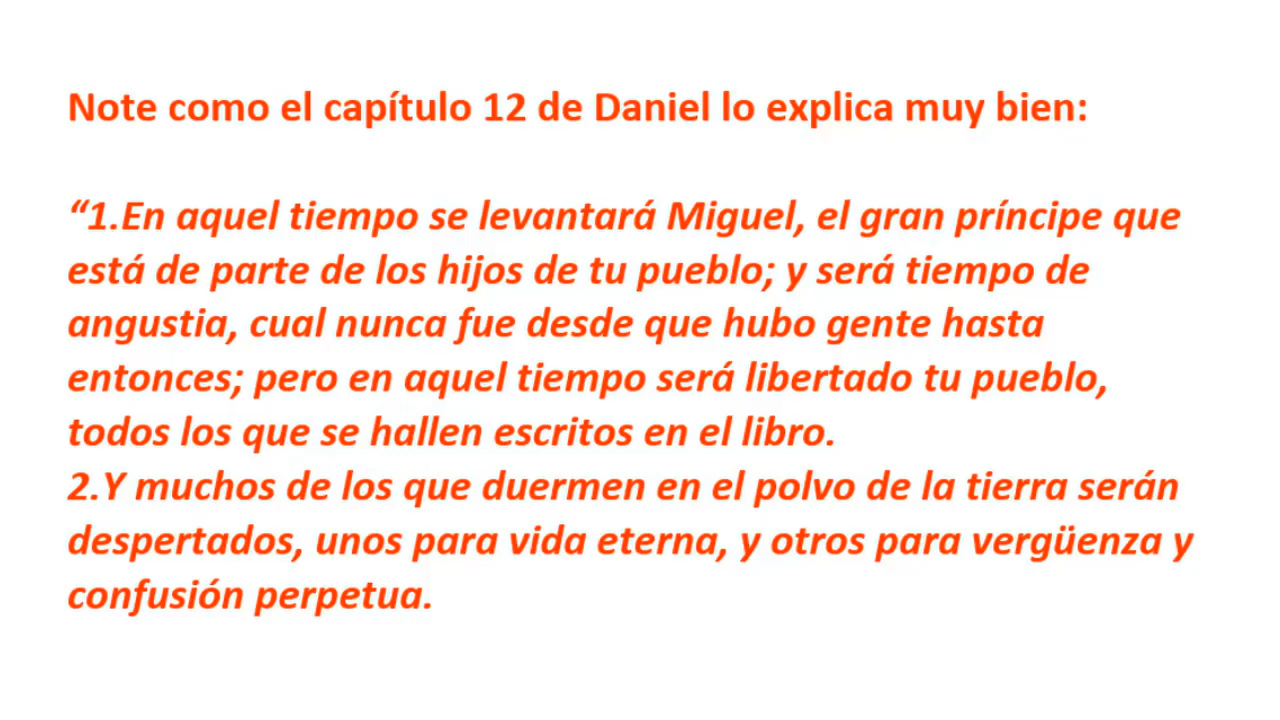 Note como el capítulo 12 de Daniel lo explica muy bien:
“1.En aquel tiempo se levantará Miguel, el gran príncipe que
está de parte de los hijos de tu pueblo; y será tiempo de
angustia, cual nunca fue desde que hubo gente hasta
entonces; pero en aquel tiempo será libertado tu pueblo,
todos los que se hallen escritos en el libro.
2.Y muchos de los que duermen en el polvo de la tierra serán
despertados, unos para vida eterna, y otros para vergüenza y
confusión perpetua.